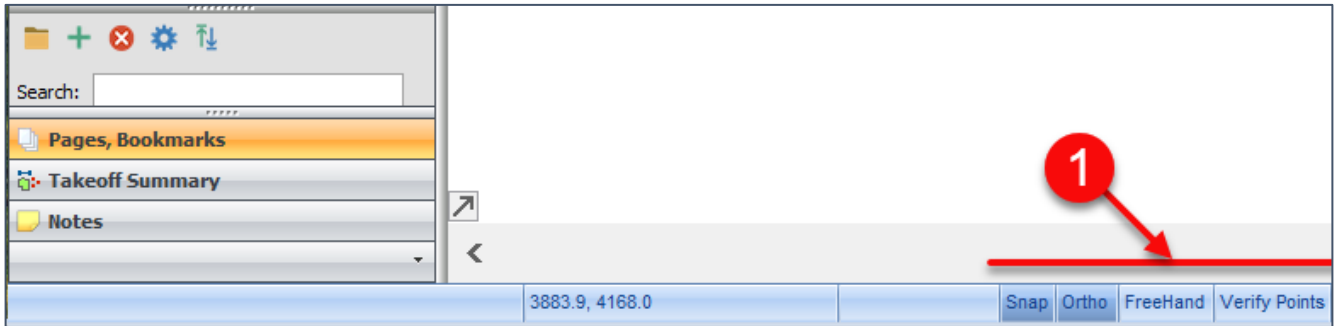 Search:
Pages, Bookmarks
1
Takeoff Summary
Notes
3883.9, 4168.0 Snap Ortho FreeHand Verify Points